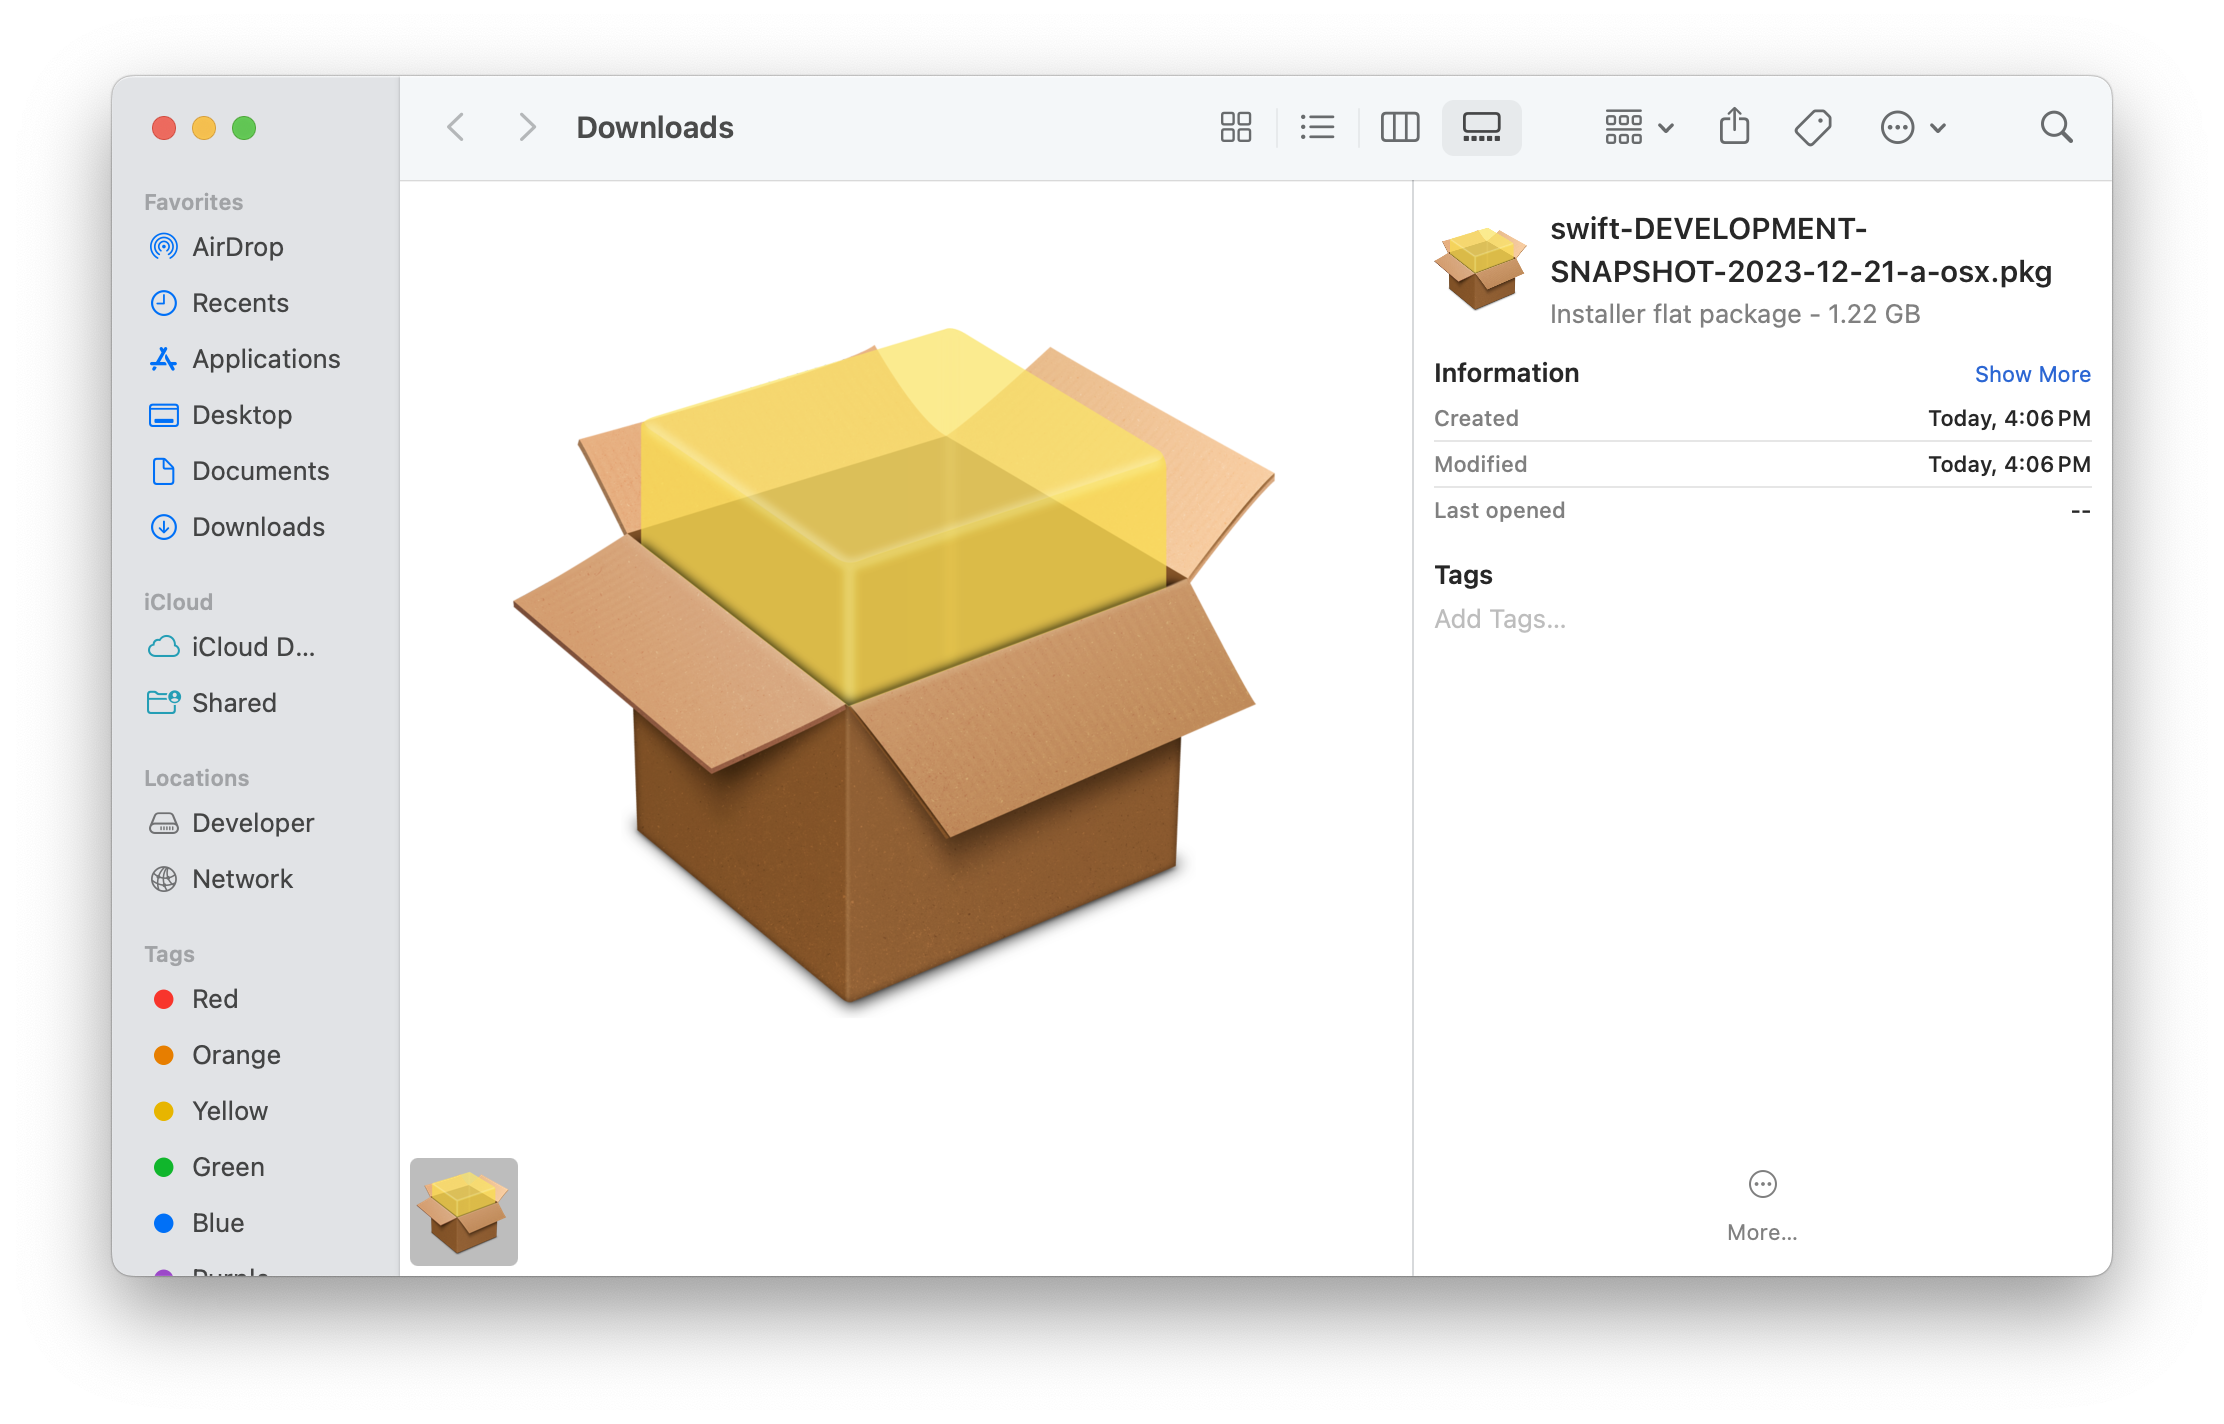 Downloads
Favorites
AirDrop
Recents
Applications
Desktop
Documents
Downloads
iCloud
iCloud D...
Shared
Locations
Developer
Network
Tags
Red
Orange
Yellow
Green
Blue
Purple
swift-DEVELOPMENT-
SNAPSHOT-2023-12-21-a-osx.pkg
Installer flat package - 1.22 GB
Information Show More
Created Today, 4:06 PM
Modified Today, 4:06 PM
Last opened --
Tags
Add Tags...
More...